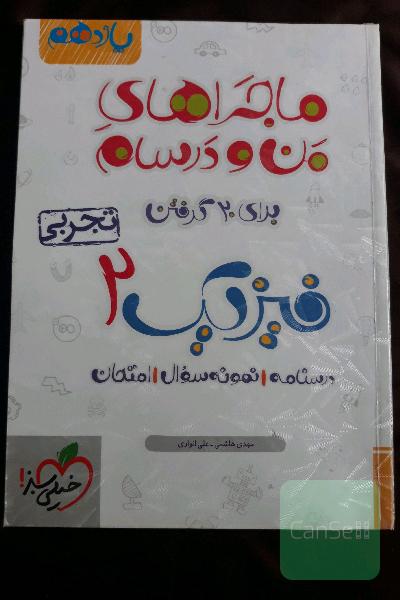 یازدهم
ماجراهای
من و درسام
برای ۲۰ گرفتن
تجربی
فیزیک ۲
درسنامه | نمونه سؤال | امتحان
مهدی هاشمی - علی انواری
خیلی سبز!
CanSell